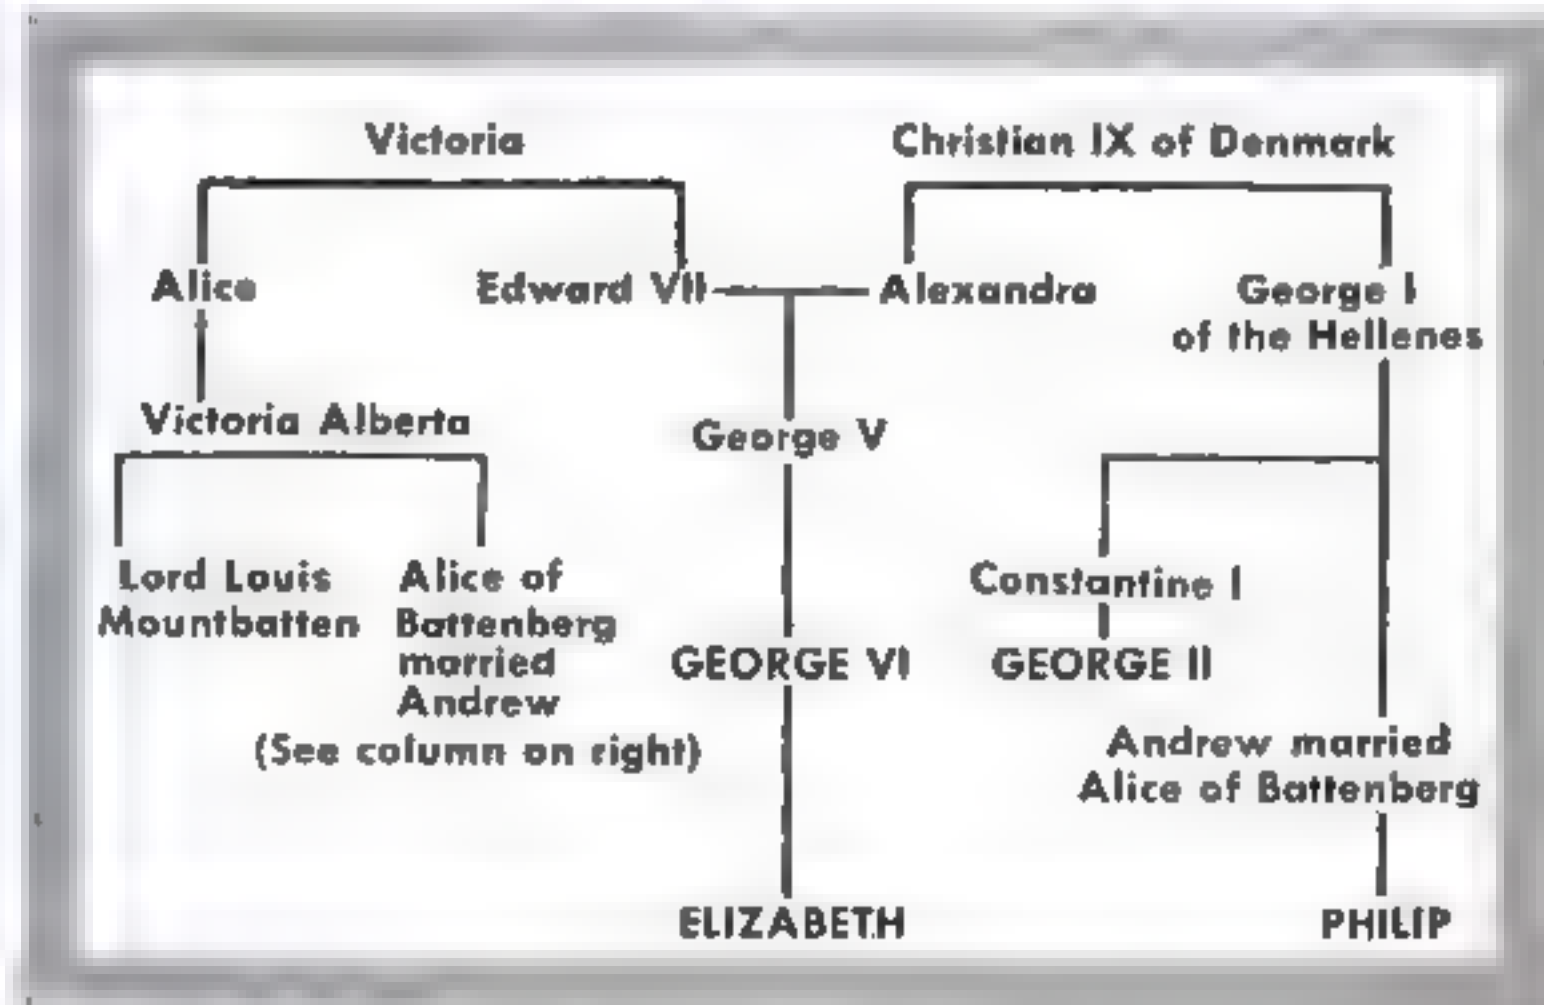 Victoria
Christian IX of Denmark
Alice
Edward VII
Alexandra
George I
of the Hellenes
Victoria Alberta
George V
Lord Louis
Mountbatten
Alice of
Battenberg
married
Andrew
(See column on right)
Constantine I
GEORGE VI
GEORGE II
Andrew married
Alice of Battenberg
ELIZABETH
PHILIP